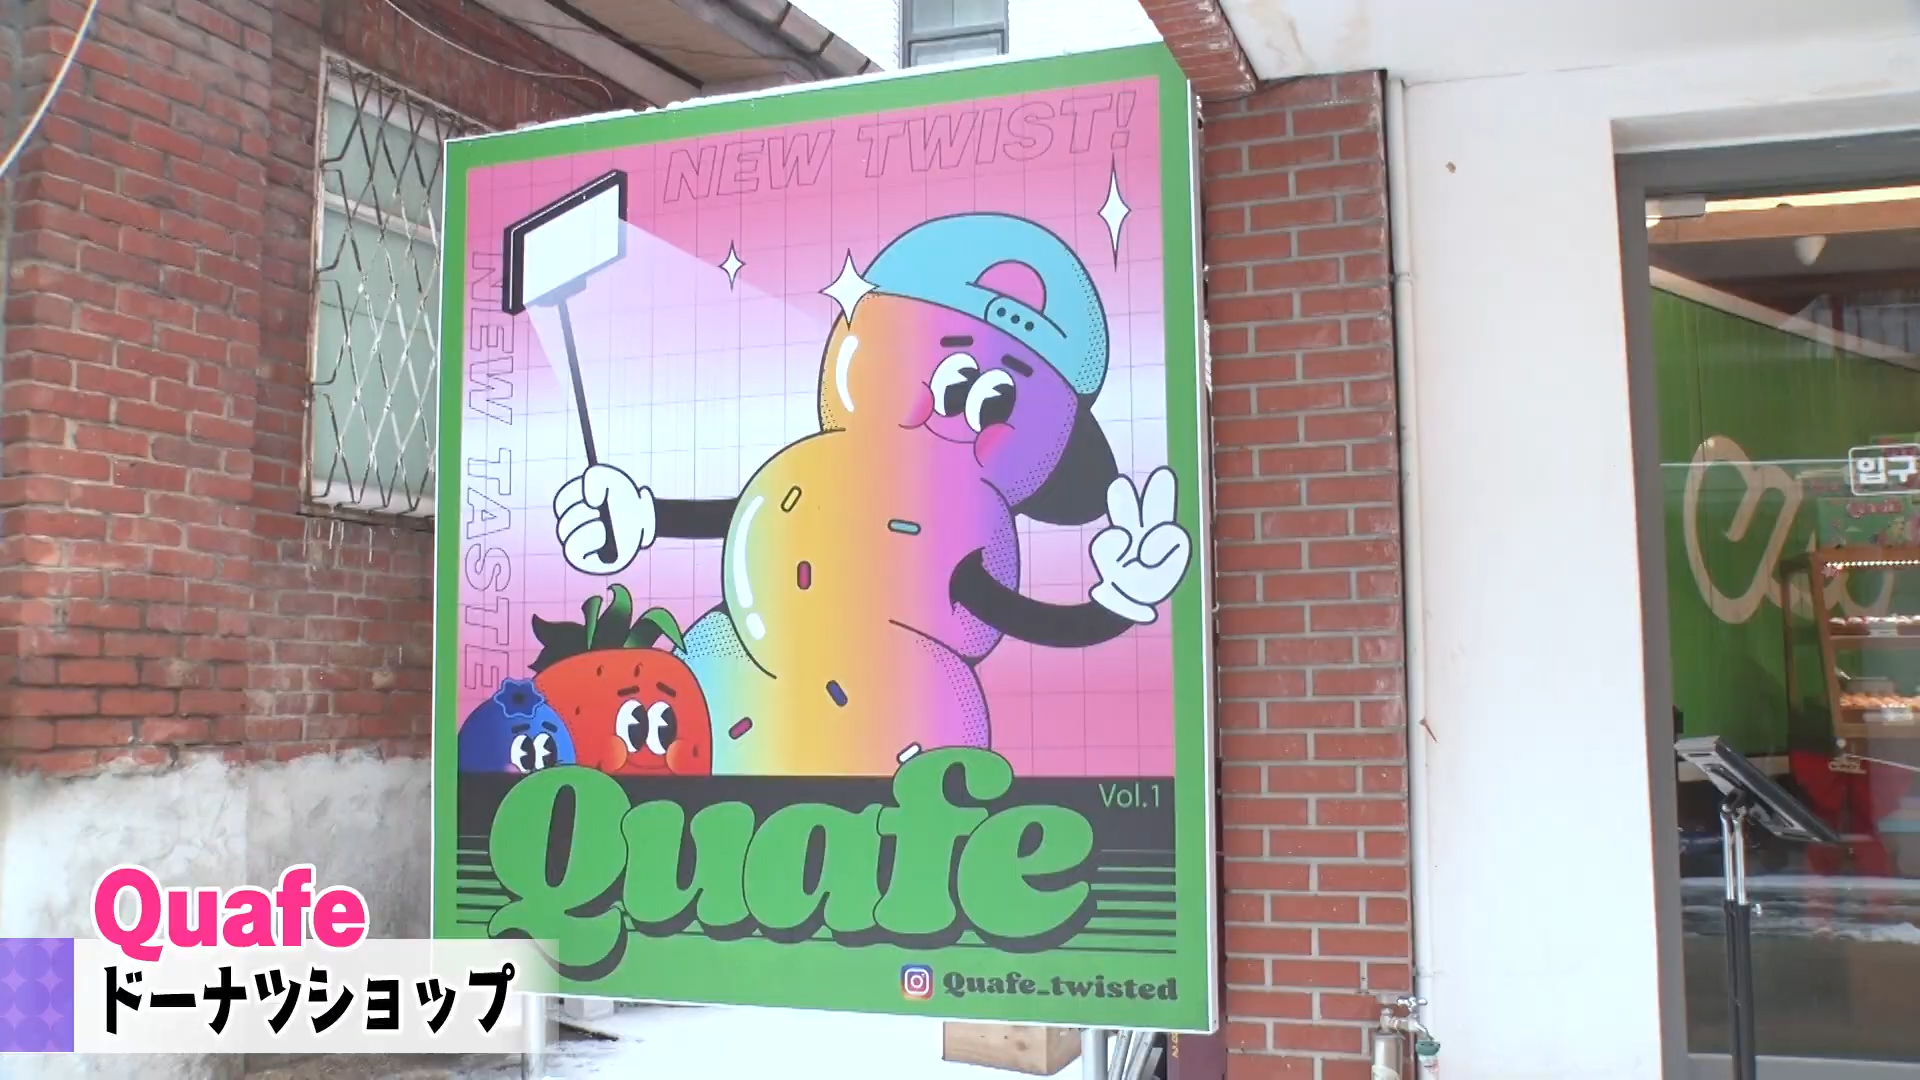 NEW TWIST!
NEW TASTE
Vol.1
Quafe
Quafe_twisted
입구
Quafe
ドーナツショップ